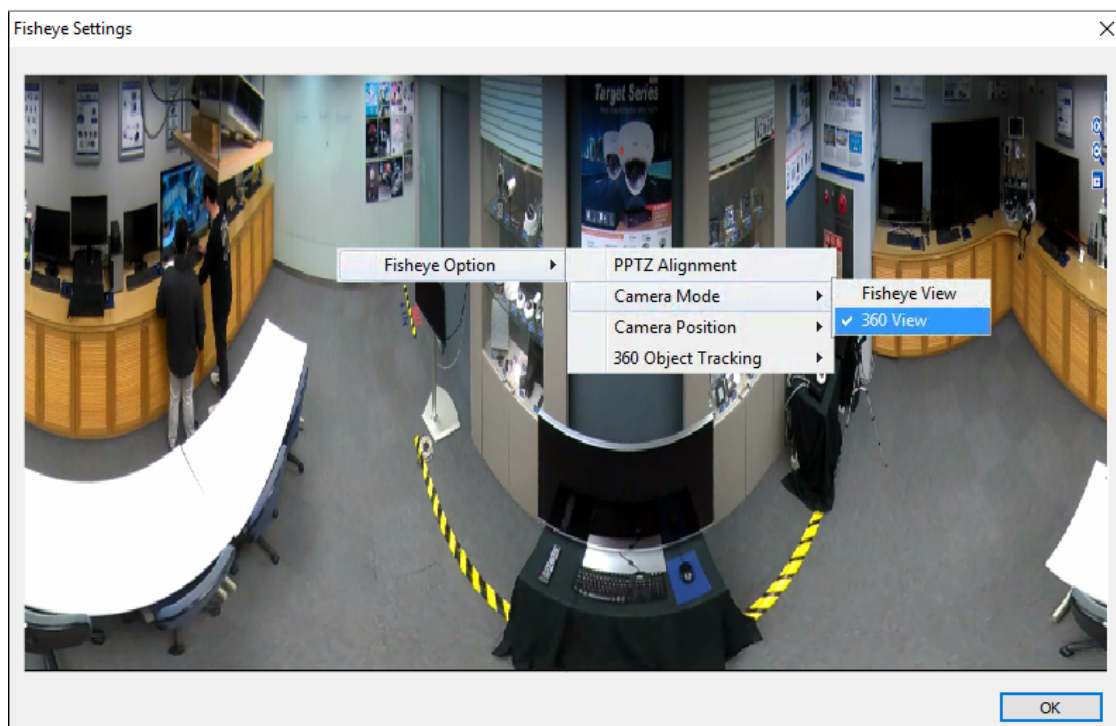 Fisheye Settings
Target Series
Fisheye Option
PPTZ Alignment
Camera Mode
Fisheye View
360 View
Camera Position
360 Object Tracking
OK